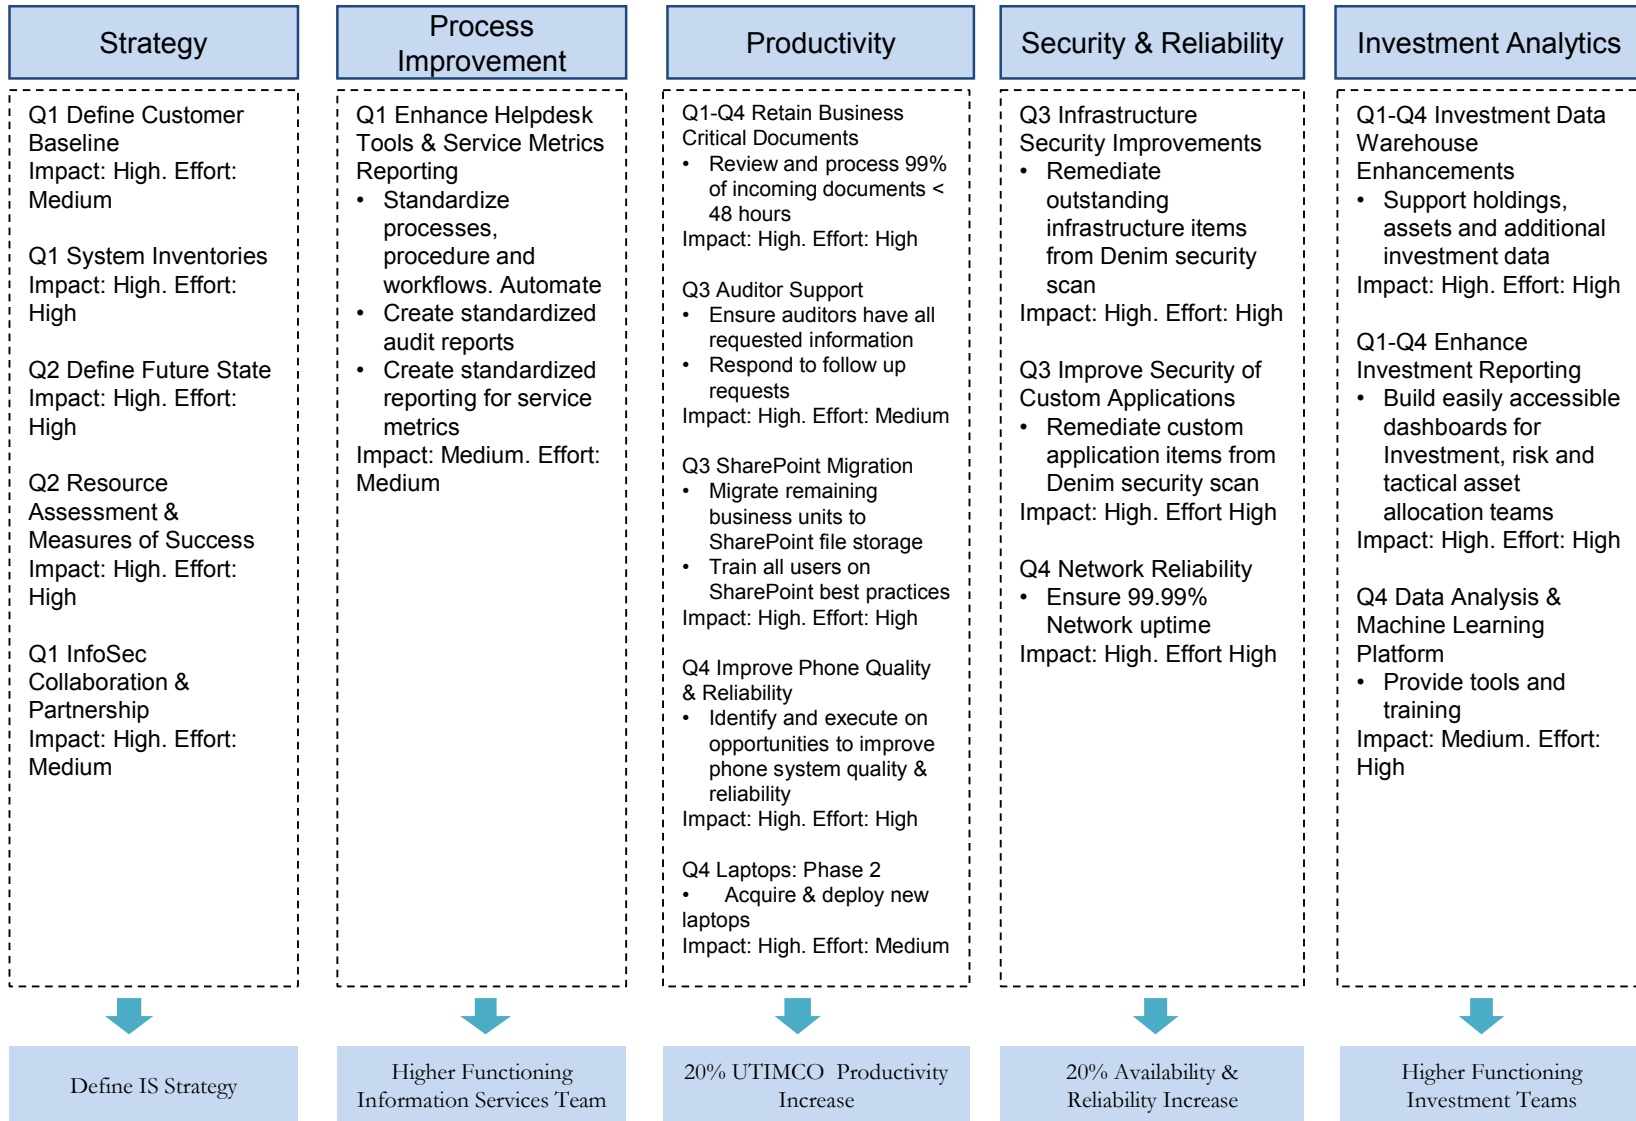 Strategy
Q1 Define Customer
Baseline
Impact: High. Effort:
Medium
Q1 System Inventories
Impact: High. Effort:
High
Q2 Define Future State
Impact: High. Effort:
High
Q2 Resource
Assessment &
Measures of Success
Impact: High. Effort:
High
Q1 InfoSec
Collaboration &
Partnership
Impact: High. Effort:
Medium
Define IS Strategy
Process
Improvement
Q1 Enhance Helpdesk
Tools & Service Metrics
Reporting
• Standardize
processes,
procedure and
workflows. Automate
• Create standardized
audit reports
• Create standardized
reporting for service
metrics
Impact: Medium. Effort:
Medium
Higher Functioning
Information Services Team
Productivity
Q1-Q4 Retain Business
Critical Documents
• Review and process 99%
of incoming documents <
48 hours
Impact: High. Effort: High
Q3 Auditor Support
• Ensure auditors have all
requested information
• Respond to follow up
requests
Impact: High. Effort: Medium
Q3 SharePoint Migration
• Migrate remaining
business units to
SharePoint file storage
• Train all users on
SharePoint best practices
Impact: High. Effort: High
Q4 Improve Phone Quality
& Reliability
• Identify and execute on
opportunities to improve
phone system quality &
reliability
Impact: High. Effort: High
Q4 Laptops: Phase 2
• Acquire & deploy new
laptops
Impact: High. Effort: Medium
20% UTIMCO Productivity
Increase
Security & Reliability
Q3 Infrastructure
Security Improvements
• Remediate
outstanding
infrastructure items
from Denim security
scan
Impact: High. Effort: High
Q3 Improve Security of
Custom Applications
• Remediate custom
application items from
Denim security scan
Impact: High. Effort High
Q4 Network Reliability
• Ensure 99.99%
Network uptime
Impact: High. Effort High
20% Availability &
Reliability Increase
Investment Analytics
Q1-Q4 Investment Data
Warehouse
Enhancements
• Support holdings,
assets and additional
investment data
Impact: High. Effort: High
Q1-Q4 Enhance
Investment Reporting
• Build easily accessible
dashboards for
Investment, risk and
tactical asset
allocation teams
Impact: High. Effort: High
Q4 Data Analysis &
Machine Learning
Platform
• Provide tools and
training
Impact: Medium. Effort:
High
Higher Functioning
Investment Teams